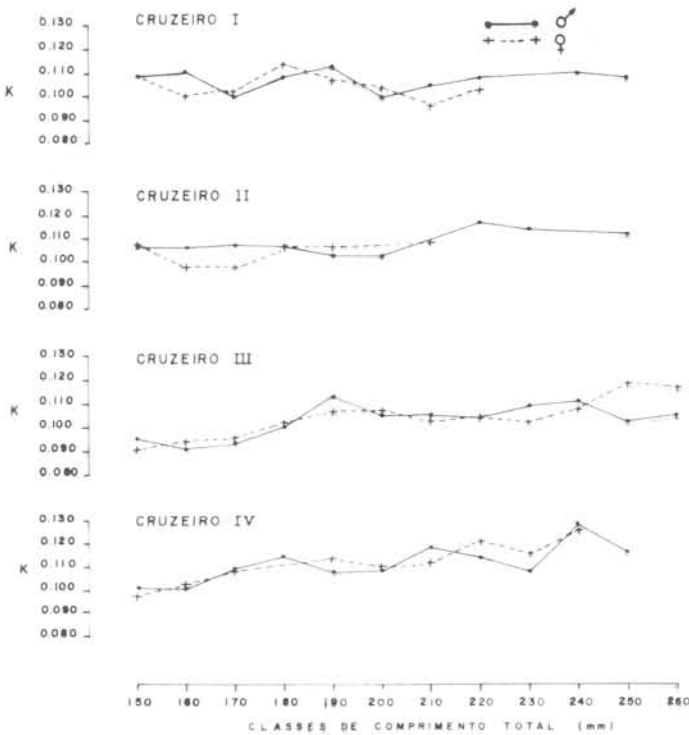 CRUZEIRO I
♂
♀
K
0.130
0.120
0.110
0.100
0.090
0.080
CRUZEIRO II
K
0.130
0.120
0.110
0.100
0.090
0.080
CRUZEIRO III
K
0.130
0.120
0.110
0.100
0.090
0.080
CRUZEIRO IV
K
0.130
0.120
0.110
0.100
0.090
0.080
150 160 170 180 190 200 210 220 230 240 250 260
CLASSES DE COMPRIMENTO TOTAL (mm)